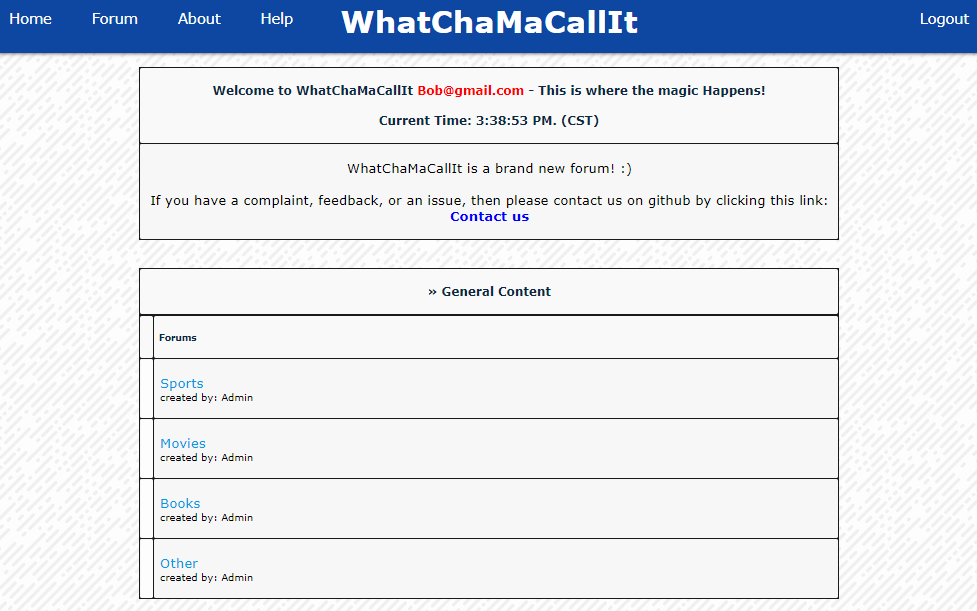 Home Forum About Help WhatChaMaCallIt Logout
Welcome to WhatChaMaCallIt Bob@gmail.com - This is where the magic Happens!
Current Time: 3:38:53 PM. (CST)
WhatChaMaCallIt is a brand new forum! :)
If you have a complaint, feedback, or an issue, then please contact us on github by clicking this link:
Contact us
» General Content
Forums
Sports
created by: Admin
Movies
created by: Admin
Books
created by: Admin
Other
created by: Admin